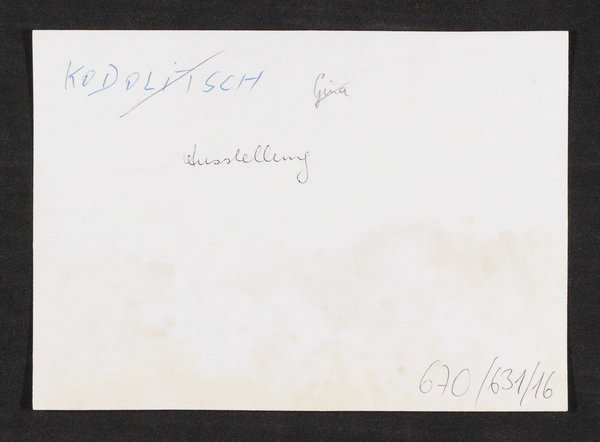 KODOLITSCH Gina
Ausstellung
670/631/16